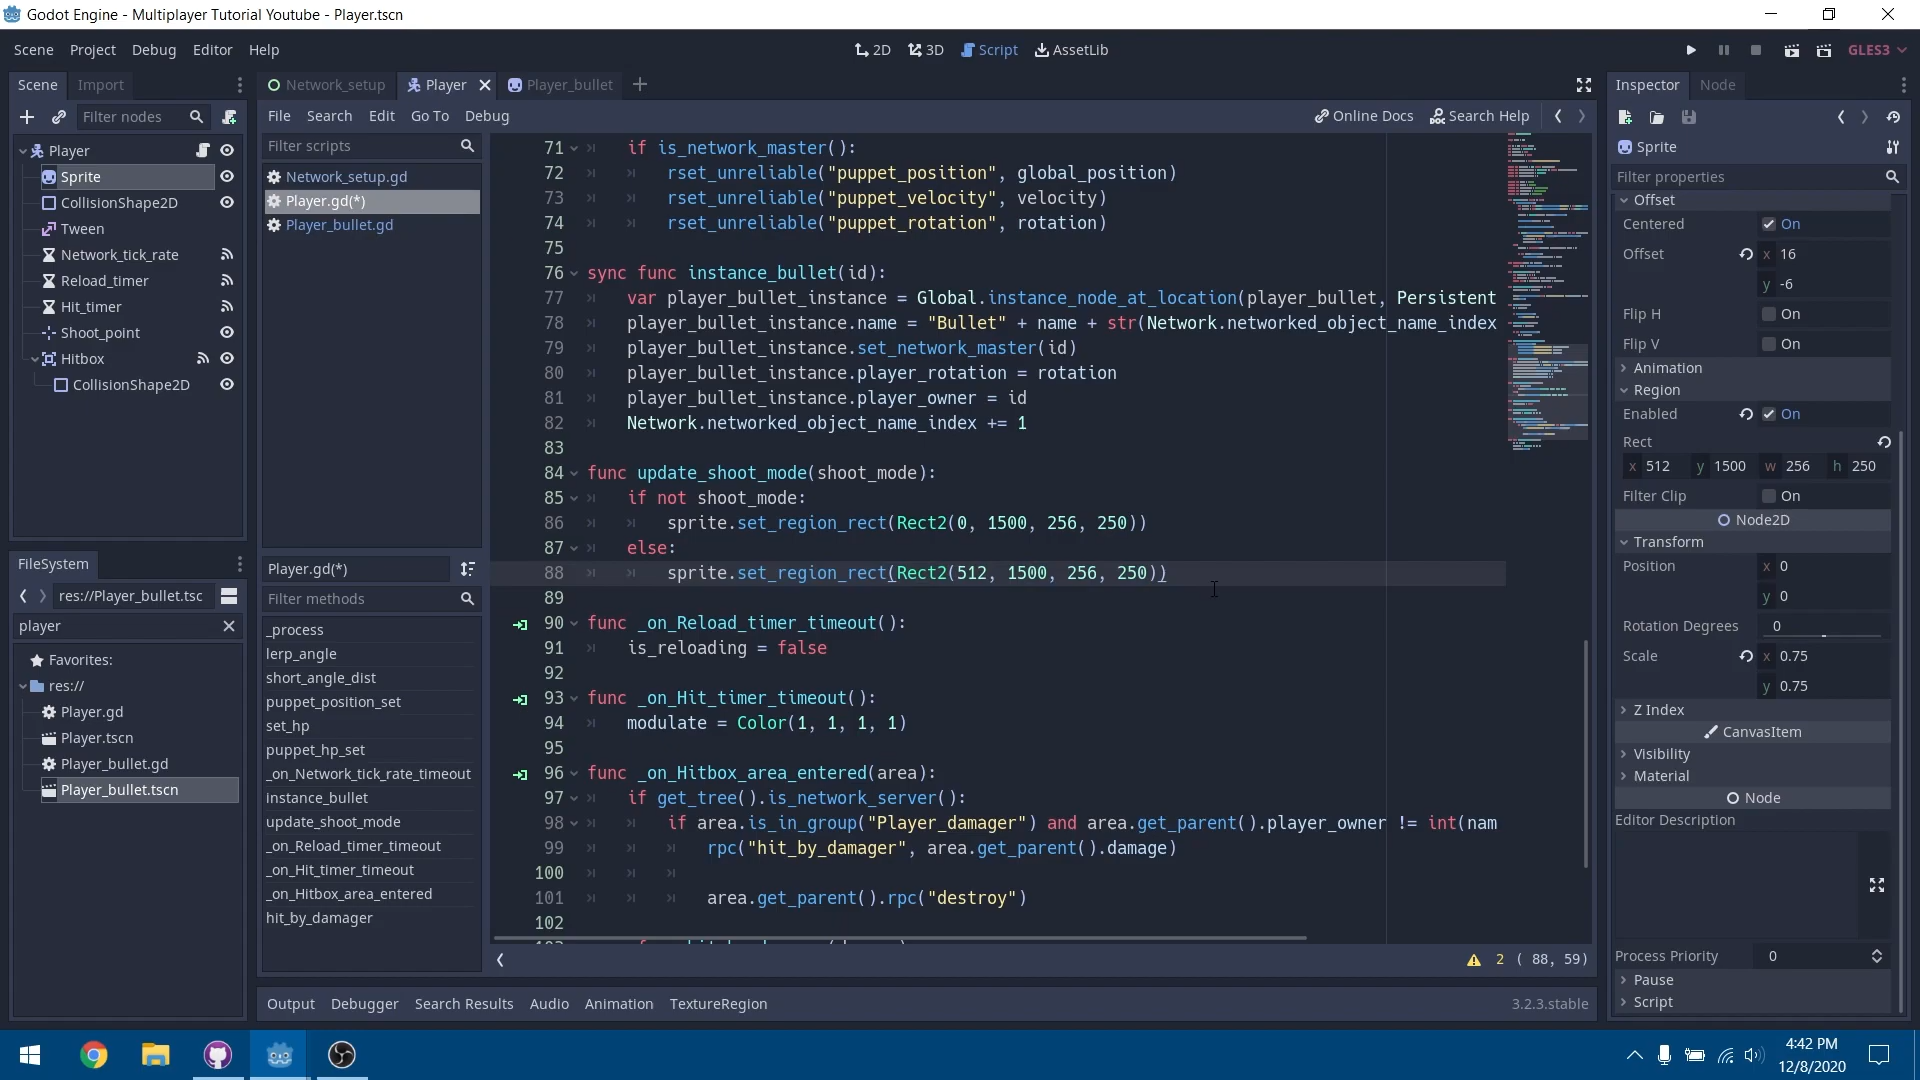 Godot Engine - Multiplayer Tutorial Youtube - Player.tscn
Scene Project Debug Editor Help
2D 3D Script AssetLib
GLES3
Scene Import
Filter nodes
Player
Sprite
CollisionShape2D
Tween
Network_tick_rate
Reload_timer
Hit_timer
Shoot_point
Hitbox
CollisionShape2D
FileSystem
res://Player_bullet.tsc
player
Favorites:
res://
Player.gd
Player.tscn
Player_bullet.gd
Player_bullet.tscn
Network_setup Player Player_bullet
File Search Edit Go To Debug
Online Docs Search Help
Filter scripts
Network_setup.gd
Player.gd(*)
Player_bullet.gd
Player.gd(*)
Filter methods
_process
lerp_angle
short_angle_dist
puppet_position_set
set_hp
puppet_hp_set
_on_Network_tick_rate_timeout
instance_bullet
update_shoot_mode
_on_Reload_timer_timeout
_on_Hit_timer_timeout
_on_Hitbox_area_entered
hit_by_damager
71 if is_network_master():
72 rset_unreliable("puppet_position", global_position)
73 rset_unreliable("puppet_velocity", velocity)
74 rset_unreliable("puppet_rotation", rotation)
75
76 sync func instance_bullet(id):
77 var player_bullet_instance = Global.instance_node_at_location(player_bullet, Persistent
78 player_bullet_instance.name = "Bullet" + name + str(Network.networked_object_name_index
79 player_bullet_instance.set_network_master(id)
80 player_bullet_instance.player_rotation = rotation
81 player_bullet_instance.player_owner = id
82 Network.networked_object_name_index += 1
83
84 func update_shoot_mode(shoot_mode):
85 if not shoot_mode:
86 sprite.set_region_rect(Rect2(0, 1500, 256, 250))
87 else:
88 sprite.set_region_rect(Rect2(512, 1500, 256, 250))
89
90 func _on_Reload_timer_timeout():
91 is_reloading = false
92
93 func _on_Hit_timer_timeout():
94 modulate = Color(1, 1, 1, 1)
95
96 func _on_Hitbox_area_entered(area):
97 if get_tree().is_network_server():
98 if area.is_in_group("Player_damager") and area.get_parent().player_owner != int(nam
99 rpc("hit_by_damager", area.get_parent().damage)
100
101 area.get_parent().rpc("destroy")
102
2 ( 88, 59)
Output Debugger Search Results Audio Animation TextureRegion
3.2.3.stable
Inspector Node
Sprite
Filter properties
Offset
Centered On
Offset x 16
y -6
Flip H On
Flip V On
Animation
Region
Enabled On
Rect
x 512 y 1500 w 256 h 250
Filter Clip On
Node2D
Transform
Position x 0
y 0
Rotation Degrees 0
Scale x 0.75
y 0.75
Z Index
CanvasItem
Visibility
Material
Node
Editor Description
Process Priority 0
Pause
Script
4:42 PM
12/8/2020